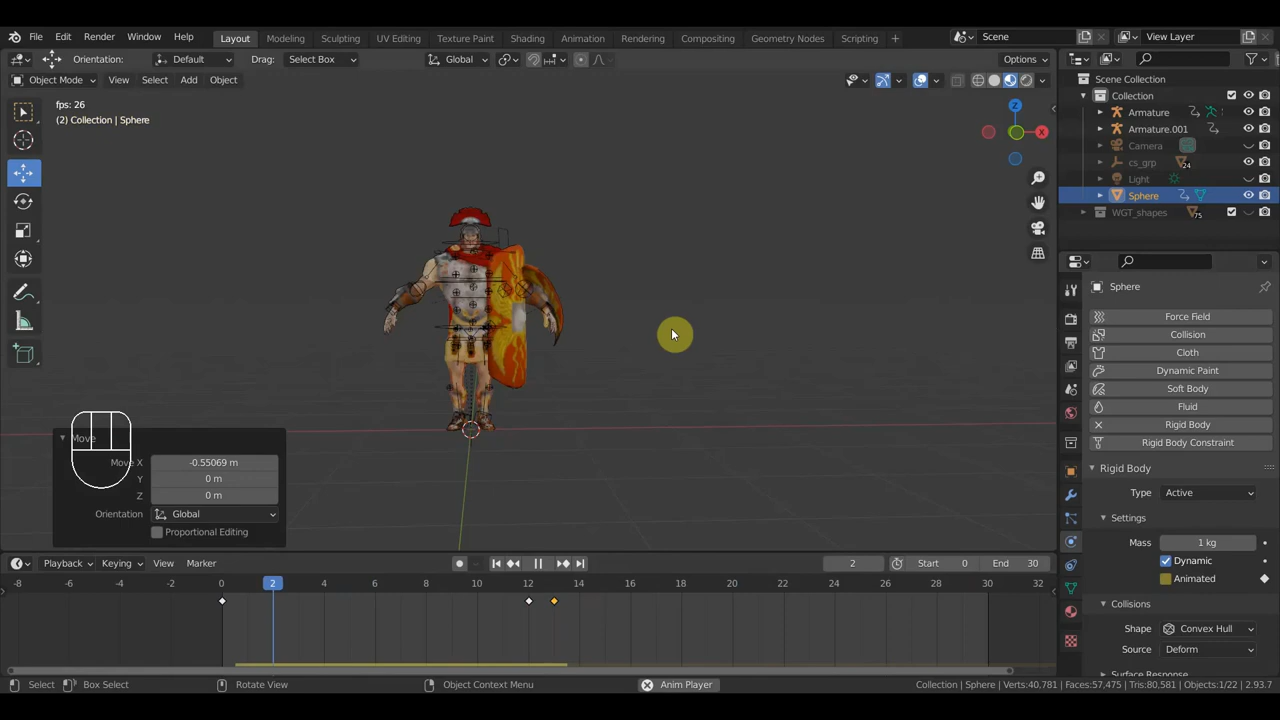 File Edit Render Window Help Layout Modeling Sculpting UV Editing Texture Paint Shading Animation Rendering Compositing Geometry Nodes Scripting + Scene View Layer
Orientation: Default Drag: Select Box Global Options
Object Mode View Select Add Object
fps: 26
(2) Collection | Sphere
Z
X
Scene Collection
Collection
Armature
Armature.001
Camera
cs_grp 24
Light
Sphere
WGT_shapes 75
Sphere
Force Field
Collision
Cloth
Dynamic Paint
Soft Body
Fluid
Rigid Body
Rigid Body Constraint
Rigid Body
Type Active
Settings
Mass 1 kg
Dynamic
Animated
Collisions
Shape Convex Hull
Source Deform
Surface Response
Move
Move X -0.55069 m
Y 0 m
Z 0 m
Orientation Global
Proportional Editing
Playback Keying View Marker 2 Start 0 End 30
-8 -6 -4 -2 0 2 4 6 8 10 12 14 16 18 20 22 24 26 28 30 32
Select Box Select Rotate View Object Context Menu Anim Player Collection | Sphere | Verts:40,781 | Faces:57,475 | Tris:80,581 | Objects:1/22 | 2.93.7